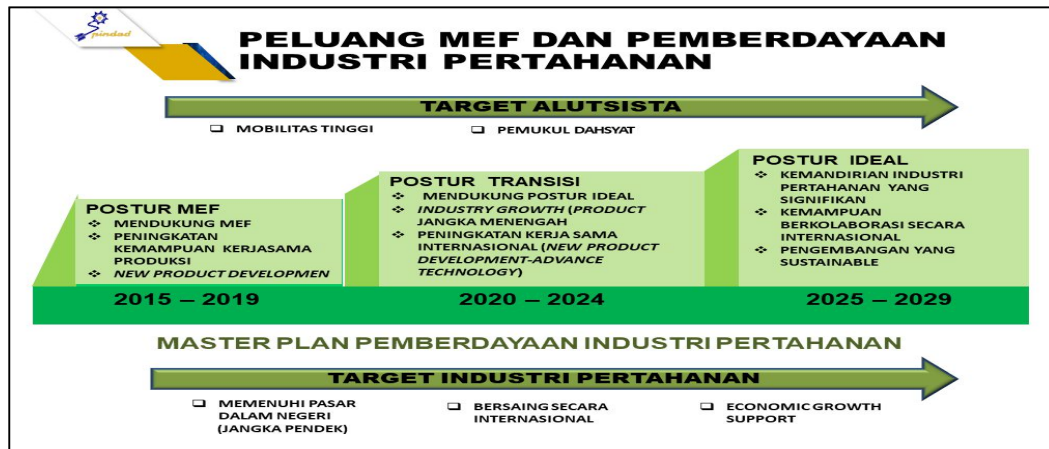 pindad
PELUANG MEF DAN PEMBERDAYAAN
INDUSTRI PERTAHANAN
TARGET ALUTSISTA
❑ MOBILITAS TINGGI
❑ PEMUKUL DAHSYAT
POSTUR MEF
❖ MENDUKUNG MEF
❖ PENINGKATAN
KEMAMPUAN KERJASAMA
PRODUKSI
❖ NEW PRODUCT DEVELOPMEN
2015 – 2019
POSTUR TRANSISI
❖ MENDUKUNG POSTUR IDEAL
❖ INDUSTRY GROWTH (PRODUCT
JANGKA MENENGAH
❖ PENINGKATAN KERJA SAMA
INTERNASIONAL (NEW PRODUCT
DEVELOPMENT-ADVANCE
TECHNOLOGY)
2020 – 2024
POSTUR IDEAL
❖ KEMANDIRIAN INDUSTRI
PERTAHANAN YANG
SIGNIFIKAN
❖ KEMAMPUAN
BERKOLABORASI SECARA
INTERNASIONAL
❖ PENGEMBANGAN YANG
SUSTAINABLE
2025 – 2029
MASTER PLAN PEMBERDAYAAN INDUSTRI PERTAHANAN
TARGET INDUSTRI PERTAHANAN
❑ MEMENUHI PASAR
DALAM NEGERI
(JANGKA PENDEK)
❑ BERSAING SECARA
INTERNASIONAL
❑ ECONOMIC GROWTH
SUPPORT